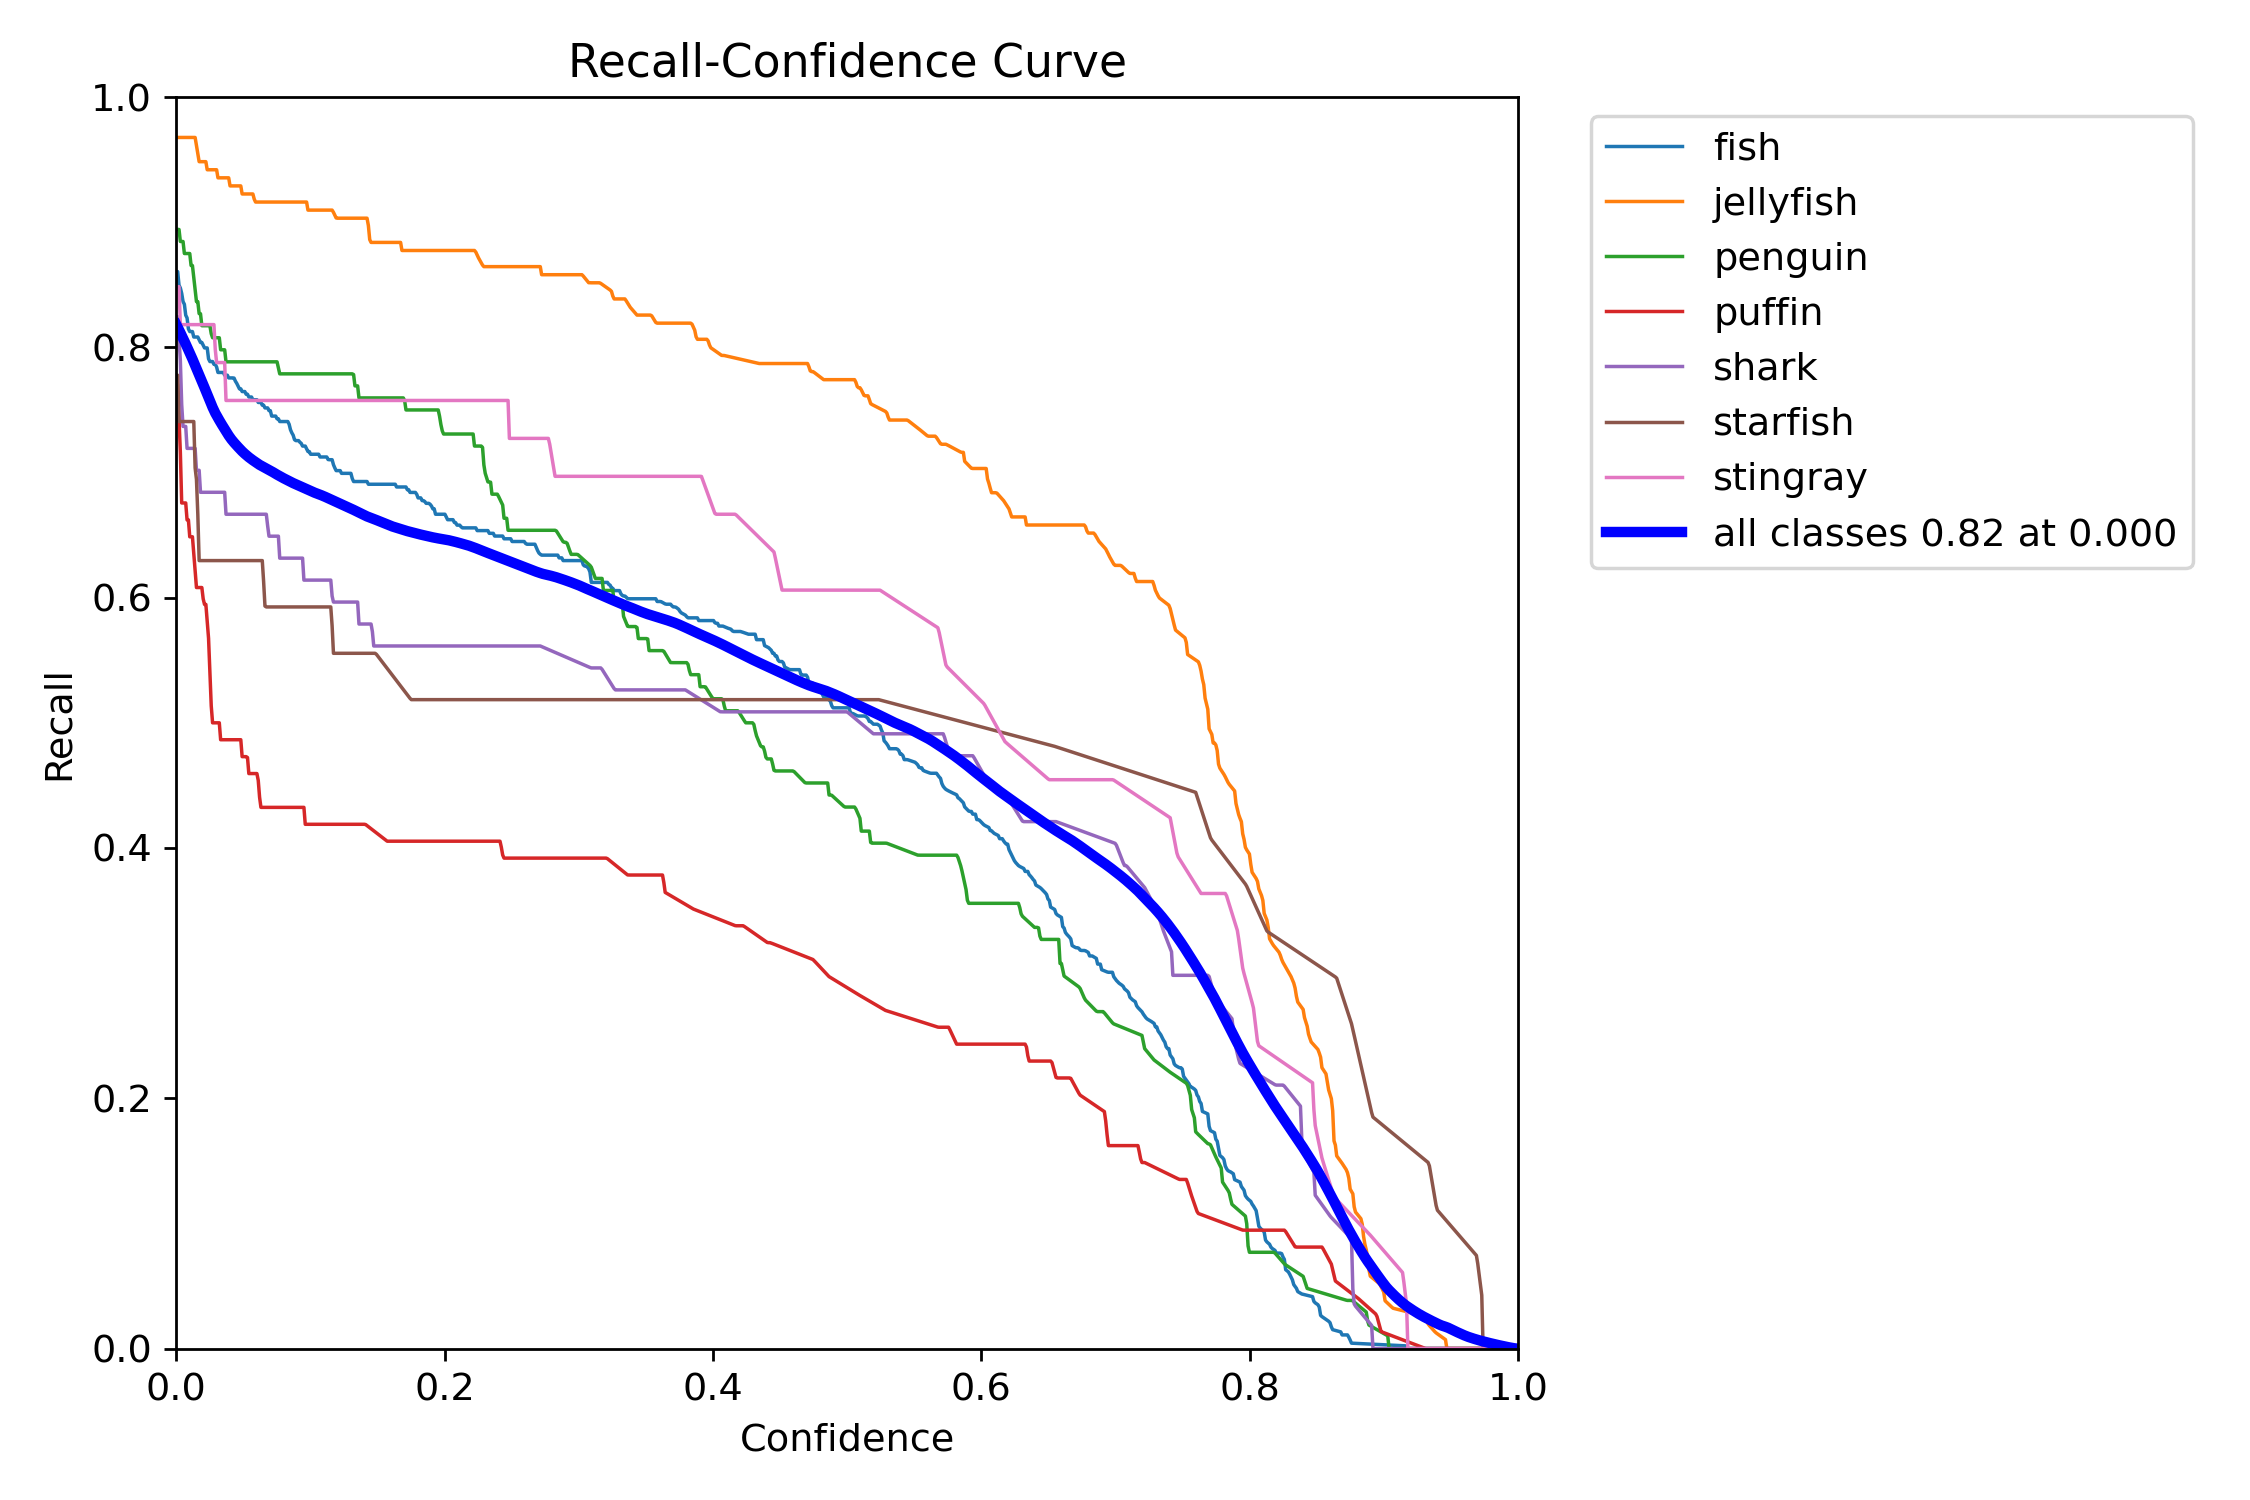 Recall-Confidence Curve
1.0
0.8
0.6
0.4
0.2
0.0
Recall
0.0 0.2 0.4 0.6 0.8 1.0
Confidence
fish
jellyfish
penguin
puffin
shark
starfish
stingray
all classes 0.82 at 0.000